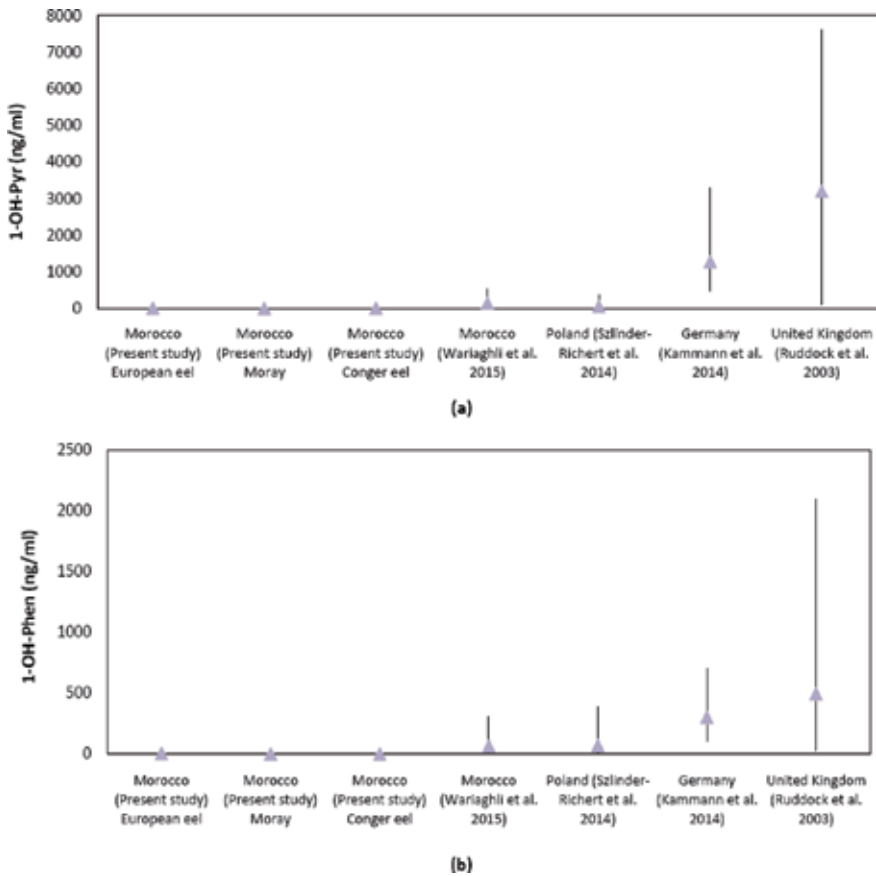 8000
7000
6000
5000
4000
3000
2000
1000
0
1-OH-Pyr (ng/ml)
Morocco (Present study) European eel
Morocco (Present study) Moray
Morocco (Present study) Conger eel
Morocco (Wariaghli et al. 2015)
Poland (Szlinder-Richert et al. 2014)
Germany (Kammann et al. 2014)
United Kingdom (Ruddock et al. 2003)
(a)
2500
2000
1500
1000
500
0
1-OH-Phen (ng/ml)
Morocco (Present study) European eel
Morocco (Present study) Moray
Morocco (Present study) Conger eel
Morocco (Wariaghli et al. 2015)
Poland (Szlinder-Richert et al. 2014)
Germany (Kammann et al. 2014)
United Kingdom (Ruddock et al. 2003)
(b)